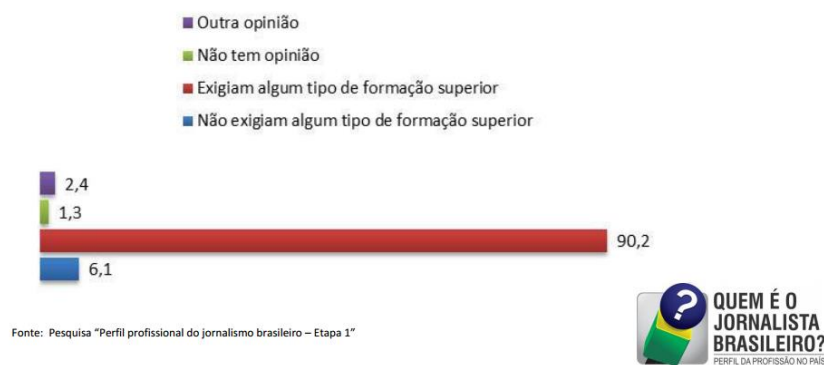 Outra opinião
Não tem opinião
Exigiam algum tipo de formação superior
Não exigiam algum tipo de formação superior
2,4
1,3
90,2
6,1
Fonte: Pesquisa “Perfil profissional do jornalismo brasileiro – Etapa 1”
?
QUEM É O
JORNALISTA
BRASILEIRO?
PERFIL DA PROFISSÃO NO PAÍS